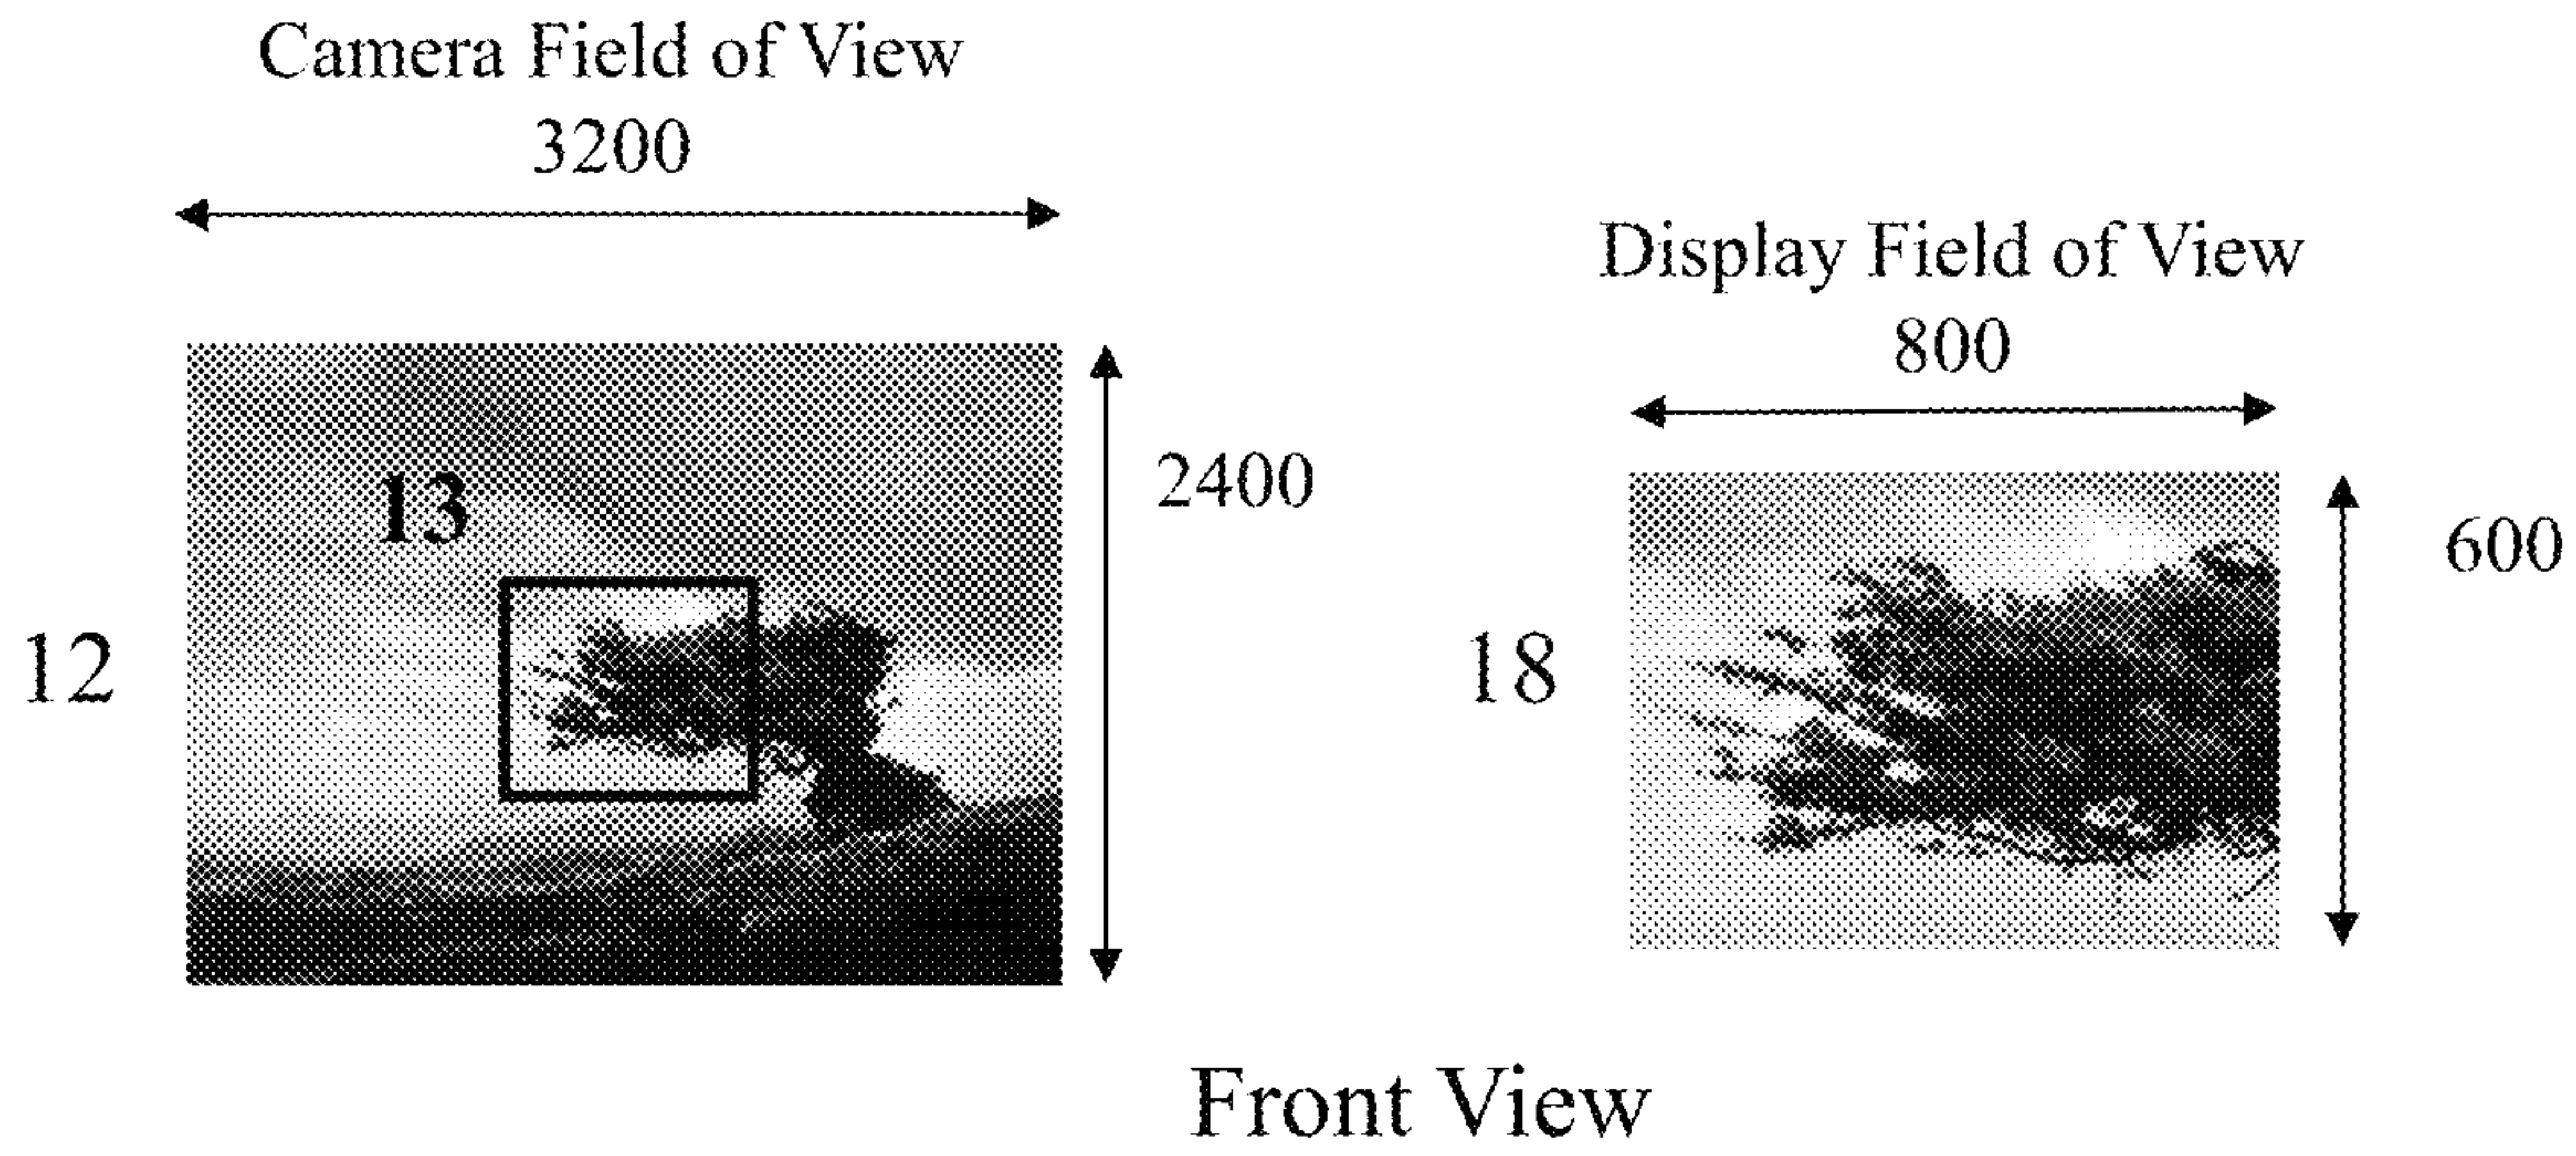 Camera Field of View
3200
Display Field of View
800
2400
13
600
12
18
Front View